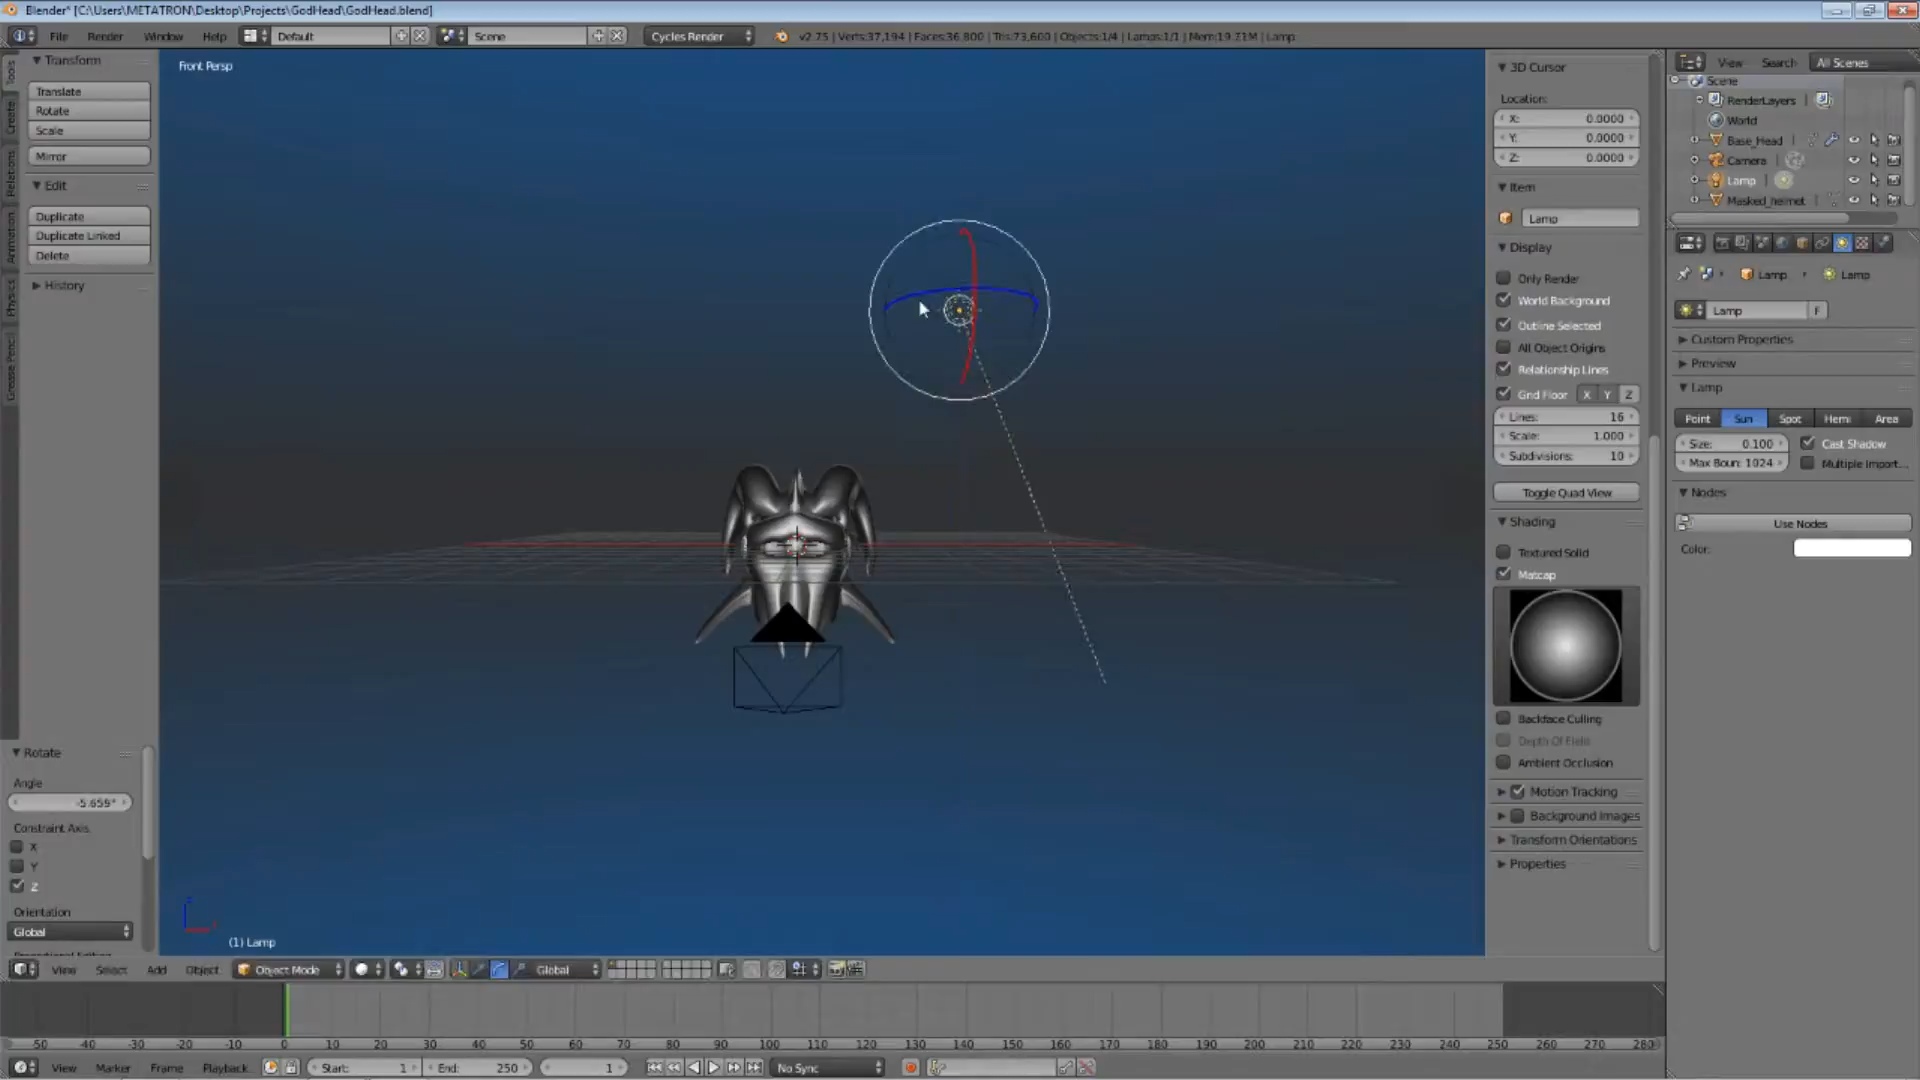 Blender* [C:\Users\METATRON\Desktop\Projects\GodHead\GodHead.blend]
File Render Window Help Default Scene Cycles Render v2.75 | Verts:37,194 | Faces:36,800 | Tris:73,600 | Objects:1/4 | Lamps:1/1 | Mem:19.71M | Lamp
Tools
Create
Relations
Animation
Physics
Grease Pencil
Transform
Translate
Rotate
Scale
Mirror
Edit
Duplicate
Duplicate Linked
Delete
History
Rotate
Angle
-5.659°
Constraint Axis
X
Y
Z
Orientation
Global
Front Persp
(1) Lamp
3D Cursor
Location:
X: 0.0000
Y: 0.0000
Z: 0.0000
Item
Lamp
Display
Only Render
World Background
Outline Selected
All Object Origins
Relationship Lines
Grid Floor X Y Z
Lines: 16
Scale: 1.000
Subdivisions: 10
Toggle Quad View
Shading
Textured Solid
Matcap
Backface Culling
Depth Of Field
Ambient Occlusion
Motion Tracking
Background Images
Transform Orientations
Properties
View Search All Scenes
Scene
RenderLayers
World
Base_Head
Camera
Lamp
Masked_helmet
Lamp Lamp
Lamp F
Custom Properties
Preview
Lamp
Point Sun Spot Hemi Area
Size: 0.100 Cast Shadow
Max Boun: 1024 Multiple Import...
Nodes
Use Nodes
Color:
View Select Add Object Object Mode Global
-50 -40 -30 -20 -10 0 10 20 30 40 50 60 70 80 90 100 110 120 130 140 150 160 170 180 190 200 210 220 230 240 250 260 270 280
View Marker Frame Playback Start: 1 End: 250 1 No Sync